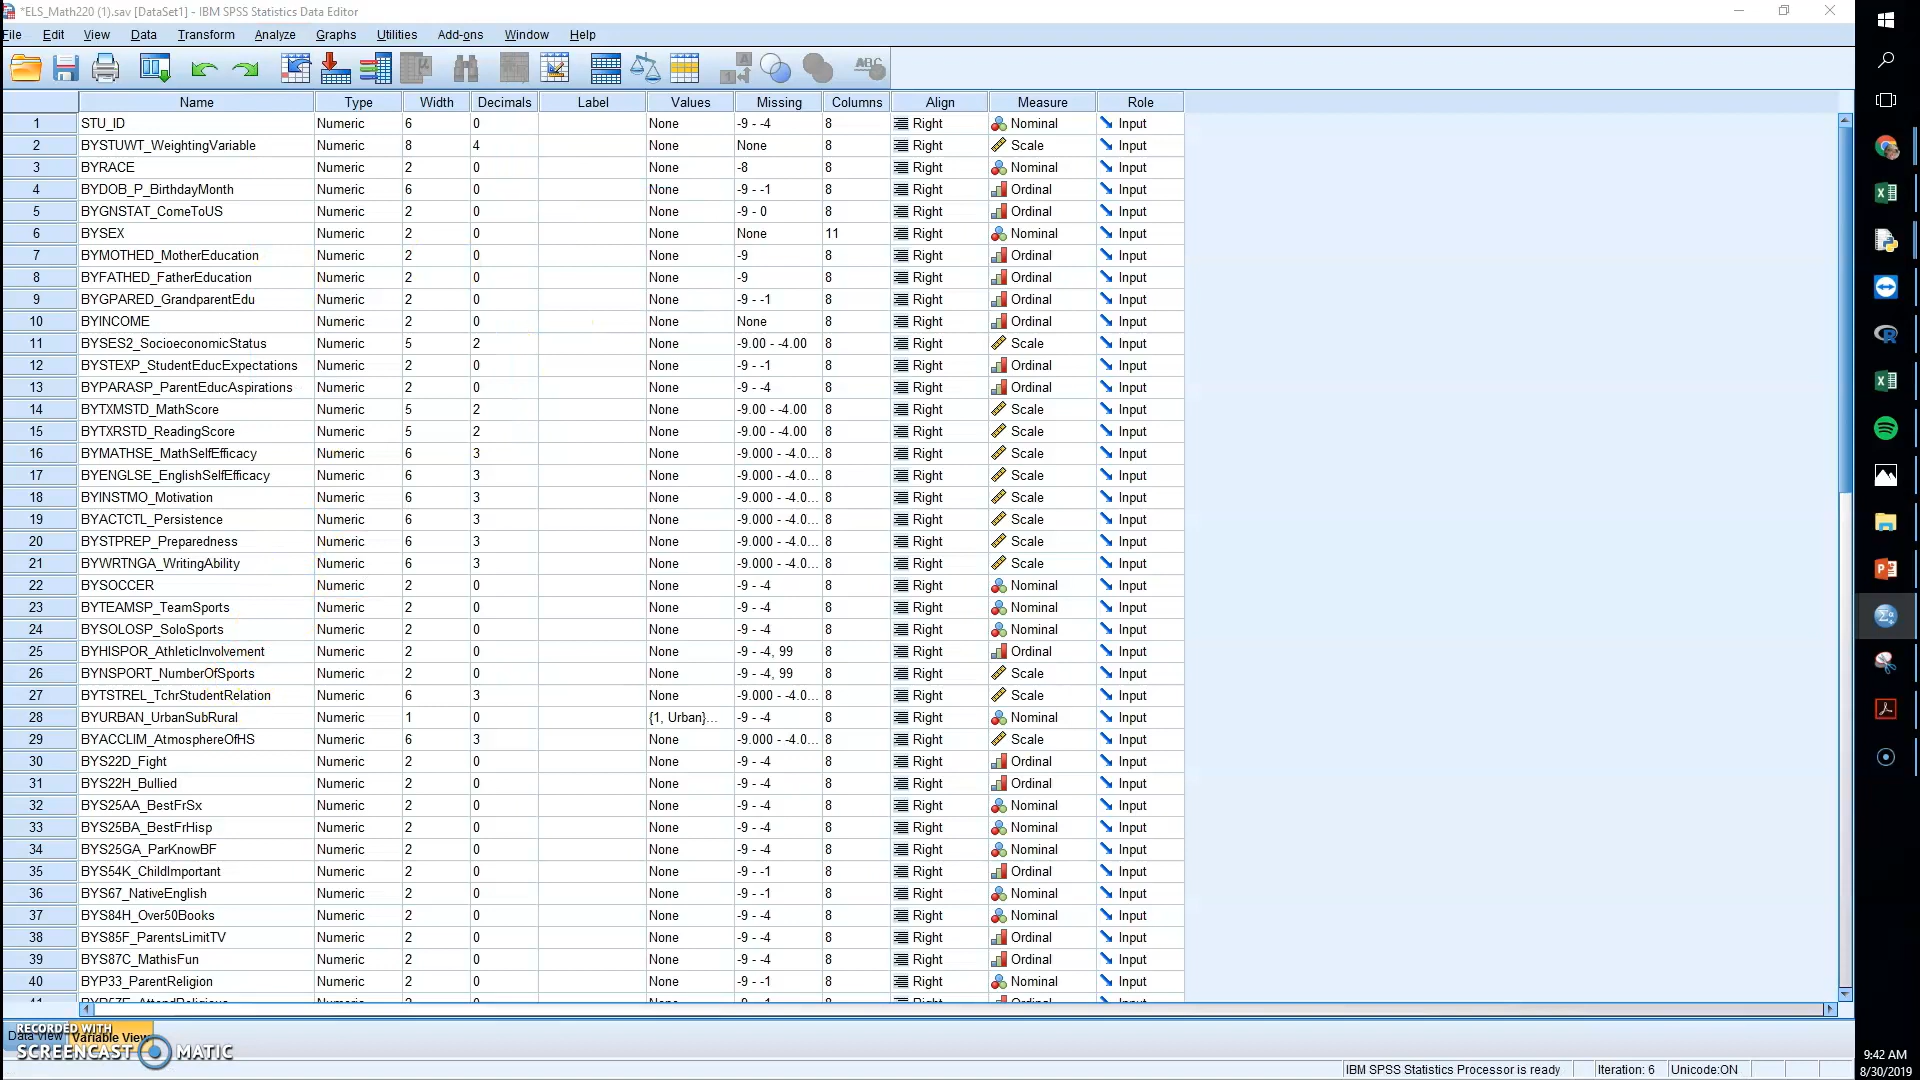 *ELS_Math220 (1).sav [DataSet1] - IBM SPSS Statistics Data Editor
File Edit View Data Transform Analyze Graphs Utilities Add-ons Window Help
Name Type Width Decimals Label Values Missing Columns Align Measure Role
1 STU_ID Numeric 6 0 None -9 - -4 8 Right Nominal Input
2 BYSTUWT_WeightingVariable Numeric 8 4 None None 8 Right Scale Input
3 BYRACE Numeric 2 0 None -8 8 Right Nominal Input
4 BYDOB_P_BirthdayMonth Numeric 6 0 None -9 - -1 8 Right Ordinal Input
5 BYGNSTAT_ComeToUS Numeric 2 0 None -9 - 0 8 Right Ordinal Input
6 BYSEX Numeric 2 0 None None 11 Right Nominal Input
7 BYMOTHED_MotherEducation Numeric 2 0 None -9 8 Right Ordinal Input
8 BYFATHED_FatherEducation Numeric 2 0 None -9 8 Right Ordinal Input
9 BYGPARED_GrandparentEdu Numeric 2 0 None -9 - -1 8 Right Ordinal Input
10 BYINCOME Numeric 2 0 None None 8 Right Ordinal Input
11 BYSES2_SocioeconomicStatus Numeric 5 2 None -9.00 - -4.00 8 Right Scale Input
12 BYSTEXP_StudentEducExpectations Numeric 2 0 None -9 - -1 8 Right Ordinal Input
13 BYPARASP_ParentEducAspirations Numeric 2 0 None -9 - -4 8 Right Ordinal Input
14 BYTXMSTD_MathScore Numeric 5 2 None -9.00 - -4.00 8 Right Scale Input
15 BYTXRSTD_ReadingScore Numeric 5 2 None -9.00 - -4.00 8 Right Scale Input
16 BYMATHSE_MathSelfEfficacy Numeric 6 3 None -9.000 - -4.0... 8 Right Scale Input
17 BYENGLSE_EnglishSelfEfficacy Numeric 6 3 None -9.000 - -4.0... 8 Right Scale Input
18 BYINSTMO_Motivation Numeric 6 3 None -9.000 - -4.0... 8 Right Scale Input
19 BYACTCTL_Persistence Numeric 6 3 None -9.000 - -4.0... 8 Right Scale Input
20 BYSTPREP_Preparedness Numeric 6 3 None -9.000 - -4.0... 8 Right Scale Input
21 BYWRTNGA_WritingAbility Numeric 6 3 None -9.000 - -4.0... 8 Right Scale Input
22 BYSOCCER Numeric 2 0 None -9 - -4 8 Right Nominal Input
23 BYTEAMSP_TeamSports Numeric 2 0 None -9 - -4 8 Right Nominal Input
24 BYSOLOSP_SoloSports Numeric 2 0 None -9 - -4 8 Right Nominal Input
25 BYHISPOR_AthleticInvolvement Numeric 2 0 None -9 - -4, 99 8 Right Ordinal Input
26 BYNSPORT_NumberOfSports Numeric 2 0 None -9 - -4, 99 8 Right Scale Input
27 BYTSTREL_TchrStudentRelation Numeric 6 3 None -9.000 - -4.0... 8 Right Scale Input
28 BYURBAN_UrbanSubRural Numeric 1 0 {1, Urban}... -9 - -4 8 Right Nominal Input
29 BYACCLIM_AtmosphereOfHS Numeric 6 3 None -9.000 - -4.0... 8 Right Scale Input
30 BYS22D_Fight Numeric 2 0 None -9 - -4 8 Right Ordinal Input
31 BYS22H_Bullied Numeric 2 0 None -9 - -4 8 Right Ordinal Input
32 BYS25AA_BestFrSx Numeric 2 0 None -9 - -4 8 Right Nominal Input
33 BYS25BA_BestFrHisp Numeric 2 0 None -9 - -4 8 Right Nominal Input
34 BYS25GA_ParKnowBF Numeric 2 0 None -9 - -4 8 Right Nominal Input
35 BYS54K_ChildImportant Numeric 2 0 None -9 - -1 8 Right Ordinal Input
36 BYS67_NativeEnglish Numeric 2 0 None -9 - -1 8 Right Nominal Input
37 BYS84H_Over50Books Numeric 2 0 None -9 - -4 8 Right Nominal Input
38 BYS85F_ParentsLimitTV Numeric 2 0 None -9 - -4 8 Right Ordinal Input
39 BYS87C_MathisFun Numeric 2 0 None -9 - -4 8 Right Ordinal Input
40 BYP33_ParentReligion Numeric 2 0 None -9 - -1 8 Right Nominal Input
Data View Variable View
RECORDED WITH
SCREENCAST MATIC
IBM SPSS Statistics Processor is ready Iteration: 6 Unicode:ON
9:42 AM
8/30/2019